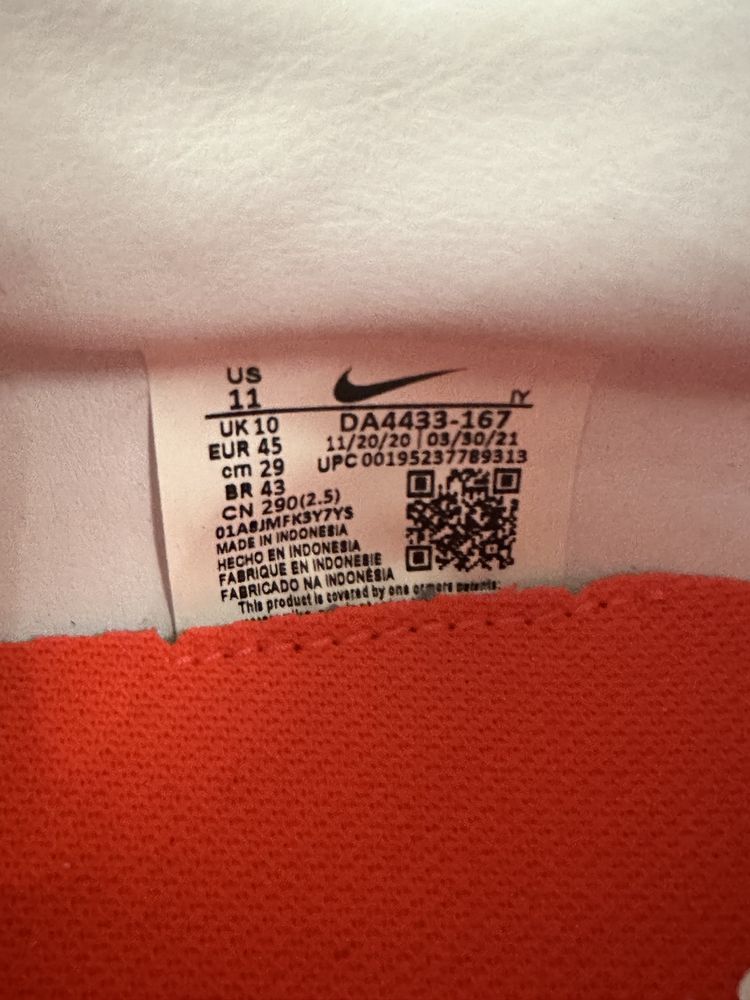 US
11
IY
UK 10
EUR 45
cm 29
BR 43
CN 290(2.5)
DA4433-167
11/20/20 | 03/30/21
UPC 00195237789313
MADE IN INDONESIA
HECHO EN INDONESIA
FABRIQUE EN INDONESIE
FABRICADO NA INDONÉSIA
This product is covered by one or more patents: